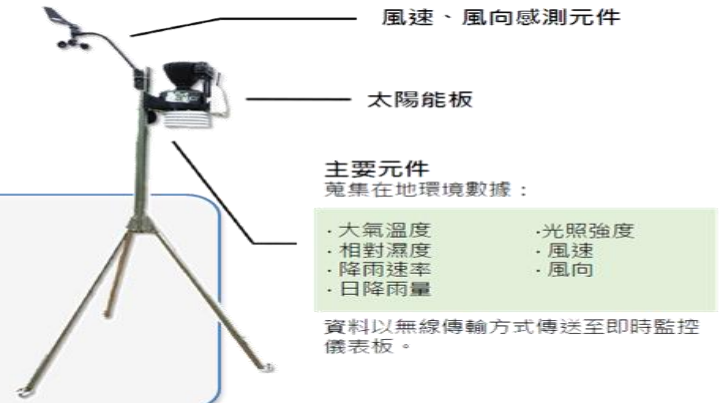 風速、風向感測元件
太陽能板
主要元件
蒐集在地環境數據：
·大氣溫度
·相對濕度
·降雨速率
·日降雨量
·光照強度
·風速
·風向
資料以無線傳輸方式傳送至即時監控
儀表板。